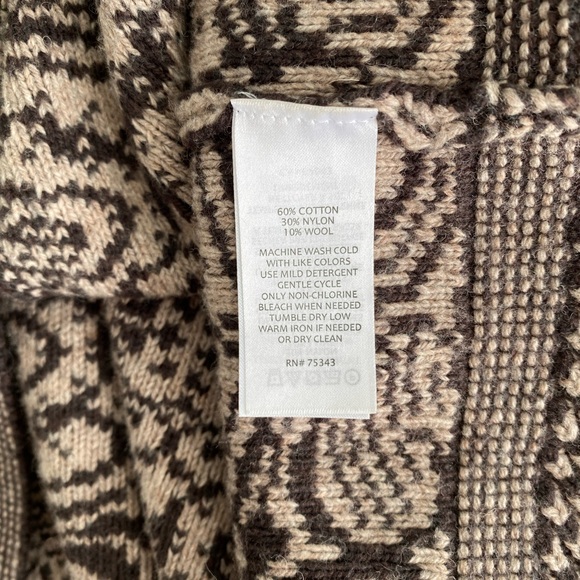 60% COTTON
30% NYLON
10% WOOL
MACHINE WASH COLD
WITH LIKE COLORS
USE MILD DETERGENT
GENTLE CYCLE
ONLY NON-CHLORINE
BLEACH WHEN NEEDED
TUMBLE DRY LOW
WARM IRON IF NEEDED
OR DRY CLEAN
RN# 75343